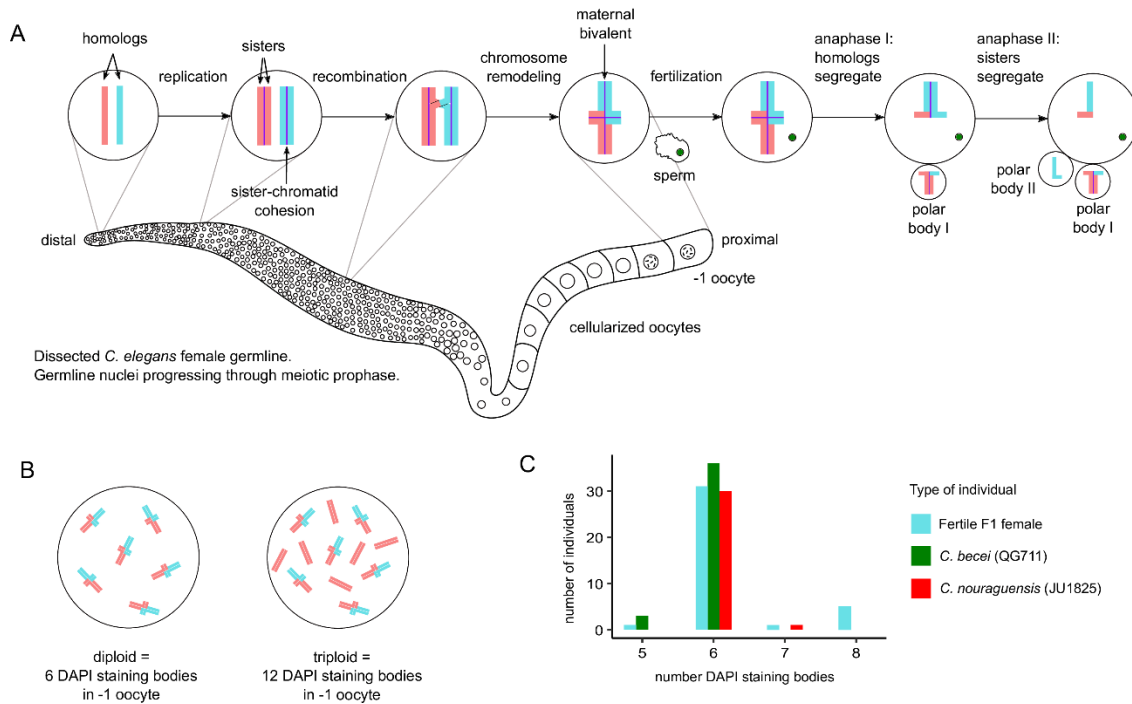 A
homologs
replication
sisters
recombination
sister-chromatid
cohesion
chromosome
remodeling
maternal
bivalent
fertilization
sperm
anaphase I:
homologs
segregate
polar
body I
anaphase II:
sisters
segregate
polar
body II
polar
body I
distal
proximal
-1 oocyte
cellularized oocytes
Dissected C. elegans female germline.
Germline nuclei progressing through meiotic prophase.
B
diploid =
6 DAPI staining bodies
in -1 oocyte
triploid =
12 DAPI staining bodies
in -1 oocyte
C
number of individuals
30
20
10
0
5
6
7
8
number DAPI staining bodies
Type of individual
Fertile F1 female
C. becei (QG711)
C. nouraguensis (JU1825)